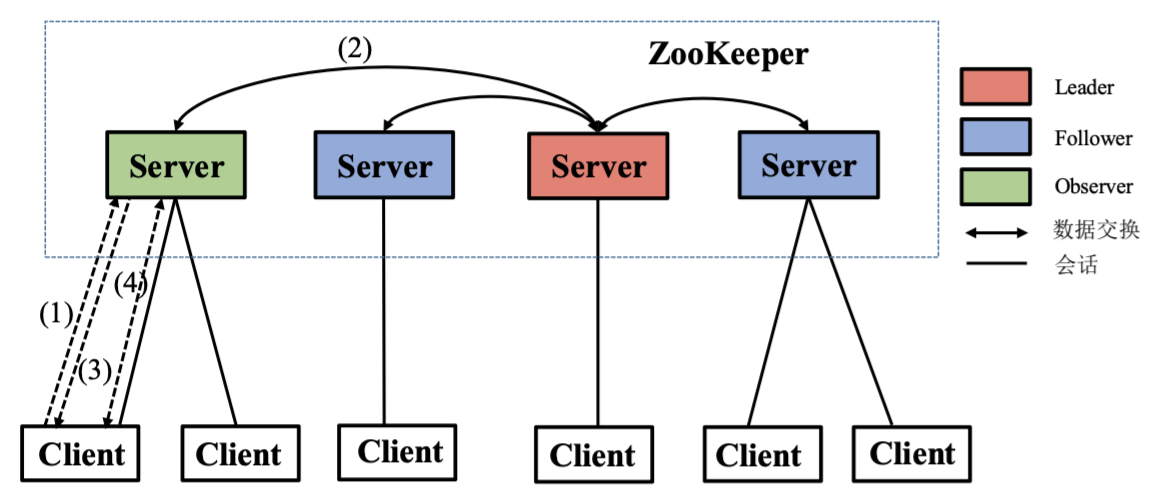 (2)
ZooKeeper
Leader
Server
Server
Server
Server
Follower
Observer
数据交换
会话
(4)
(1)
(3)
Client
Client
Client
Client
Client
Client